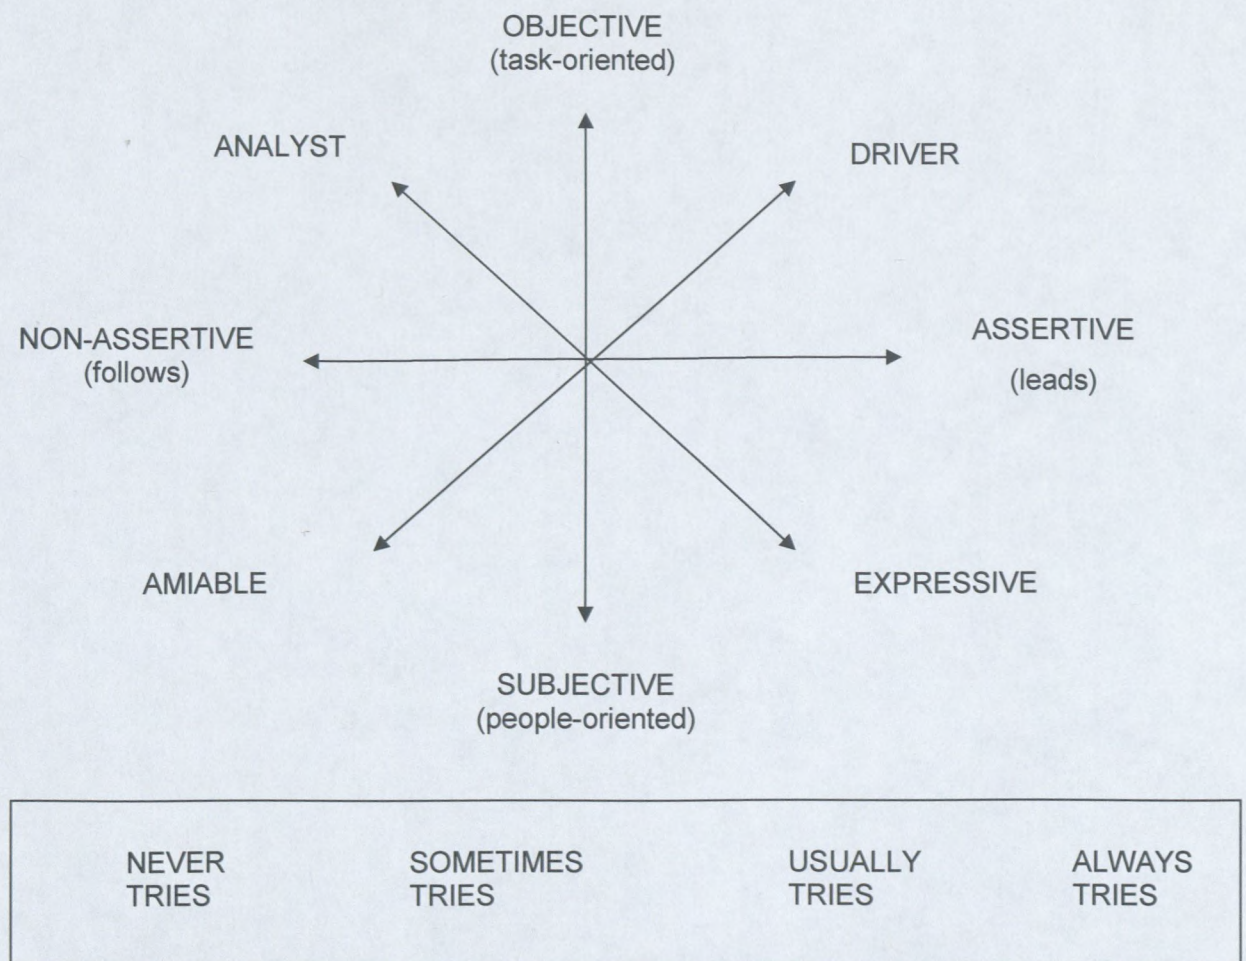 OBJECTIVE
(task-oriented)
ANALYST
DRIVER
NON-ASSERTIVE
(follows)
ASSERTIVE
(leads)
AMIABLE
EXPRESSIVE
SUBJECTIVE
(people-oriented)
NEVER
TRIES
SOMETIMES
TRIES
USUALLY
TRIES
ALWAYS
TRIES